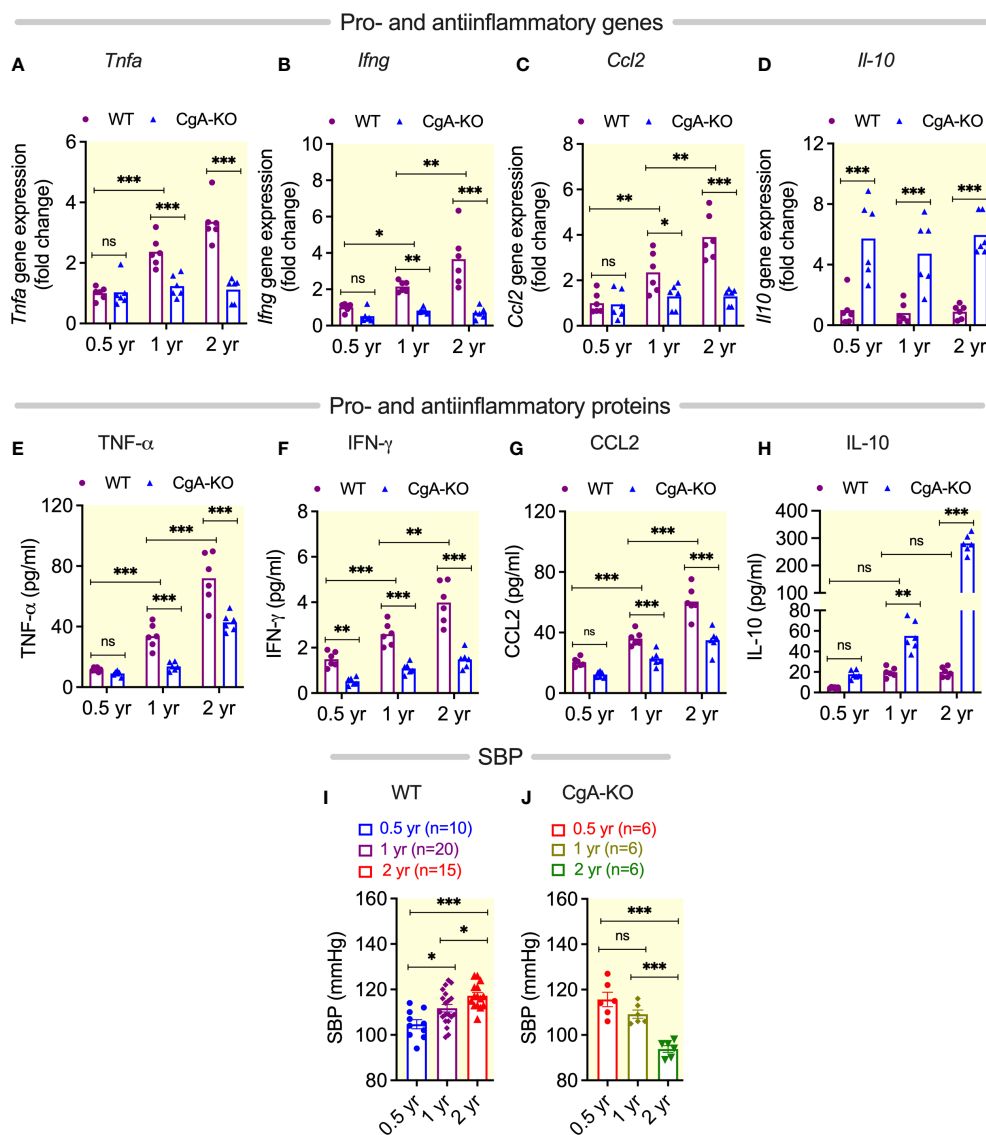 Pro- and antiinflammatory genes
A Tnfa
WT CgA-KO
Tnfa gene expression
(fold change)
6
4
2
0
***
***
***
ns
0.5 yr 1 yr 2 yr
B Ifng
WT CgA-KO
Ifng gene expression
(fold change)
10
8
6
4
2
0
**
***
*
**
ns
0.5 yr 1 yr 2 yr
C Ccl2
WT CgA-KO
Ccl2 gene expression
(fold change)
8
6
4
2
0
**
***
**
*
ns
0.5 yr 1 yr 2 yr
D Il-10
WT CgA-KO
Il10 gene expression
(fold change)
12
8
4
0
***
***
***
0.5 yr 1 yr 2 yr
Pro- and antiinflammatory proteins
E TNF-α
WT CgA-KO
TNF-α (pg/ml)
120
80
40
0
***
***
***
***
ns
0.5 yr 1 yr 2 yr
F IFN-γ
WT CgA-KO
IFN-γ (pg/ml)
8
6
4
2
0
**
***
***
***
**
0.5 yr 1 yr 2 yr
G CCL2
WT CgA-KO
CCL2 (pg/ml)
120
80
40
0
***
***
***
***
ns
0.5 yr 1 yr 2 yr
H IL-10
WT CgA-KO
IL-10 (pg/ml)
400
300
200
100
80
60
40
20
0
***
ns
ns
**
ns
0.5 yr 1 yr 2 yr
SBP
I WT
0.5 yr (n=10)
1 yr (n=20)
2 yr (n=15)
SBP (mmHg)
160
140
120
100
80
***
*
*
0.5 yr 1 yr 2 yr
J CgA-KO
0.5 yr (n=6)
1 yr (n=6)
2 yr (n=6)
SBP (mmHg)
160
140
120
100
80
***
ns
***
0.5 yr 1 yr 2 yr